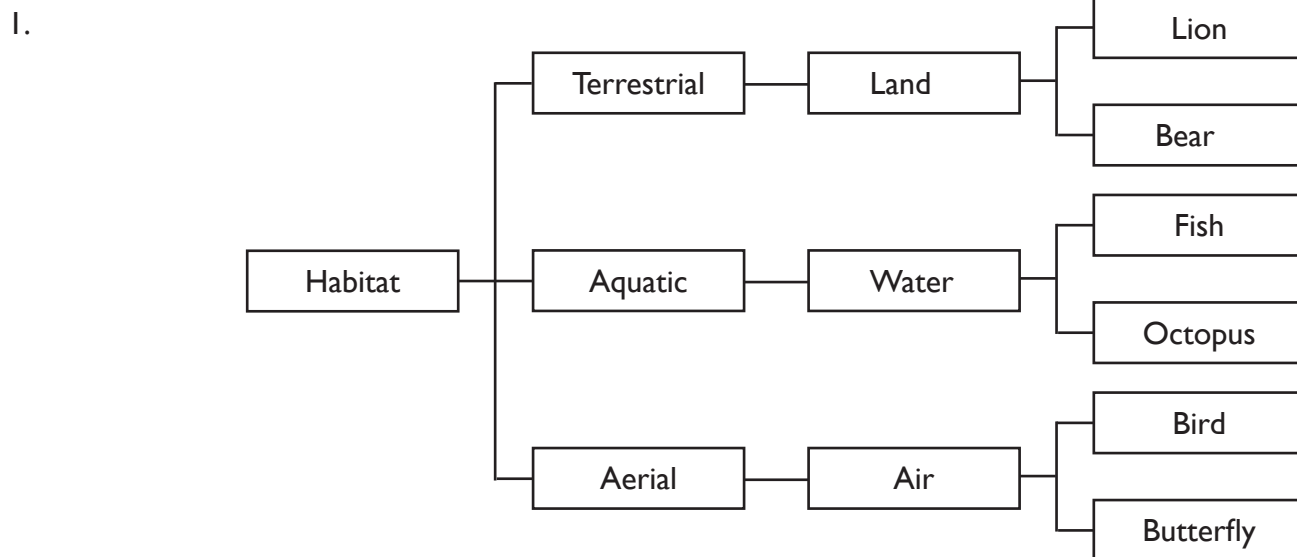 1.
Lion
Terrestrial
Land
Bear
Fish
Habitat
Aquatic
Water
Octopus
Bird
Aerial
Air
Butterfly